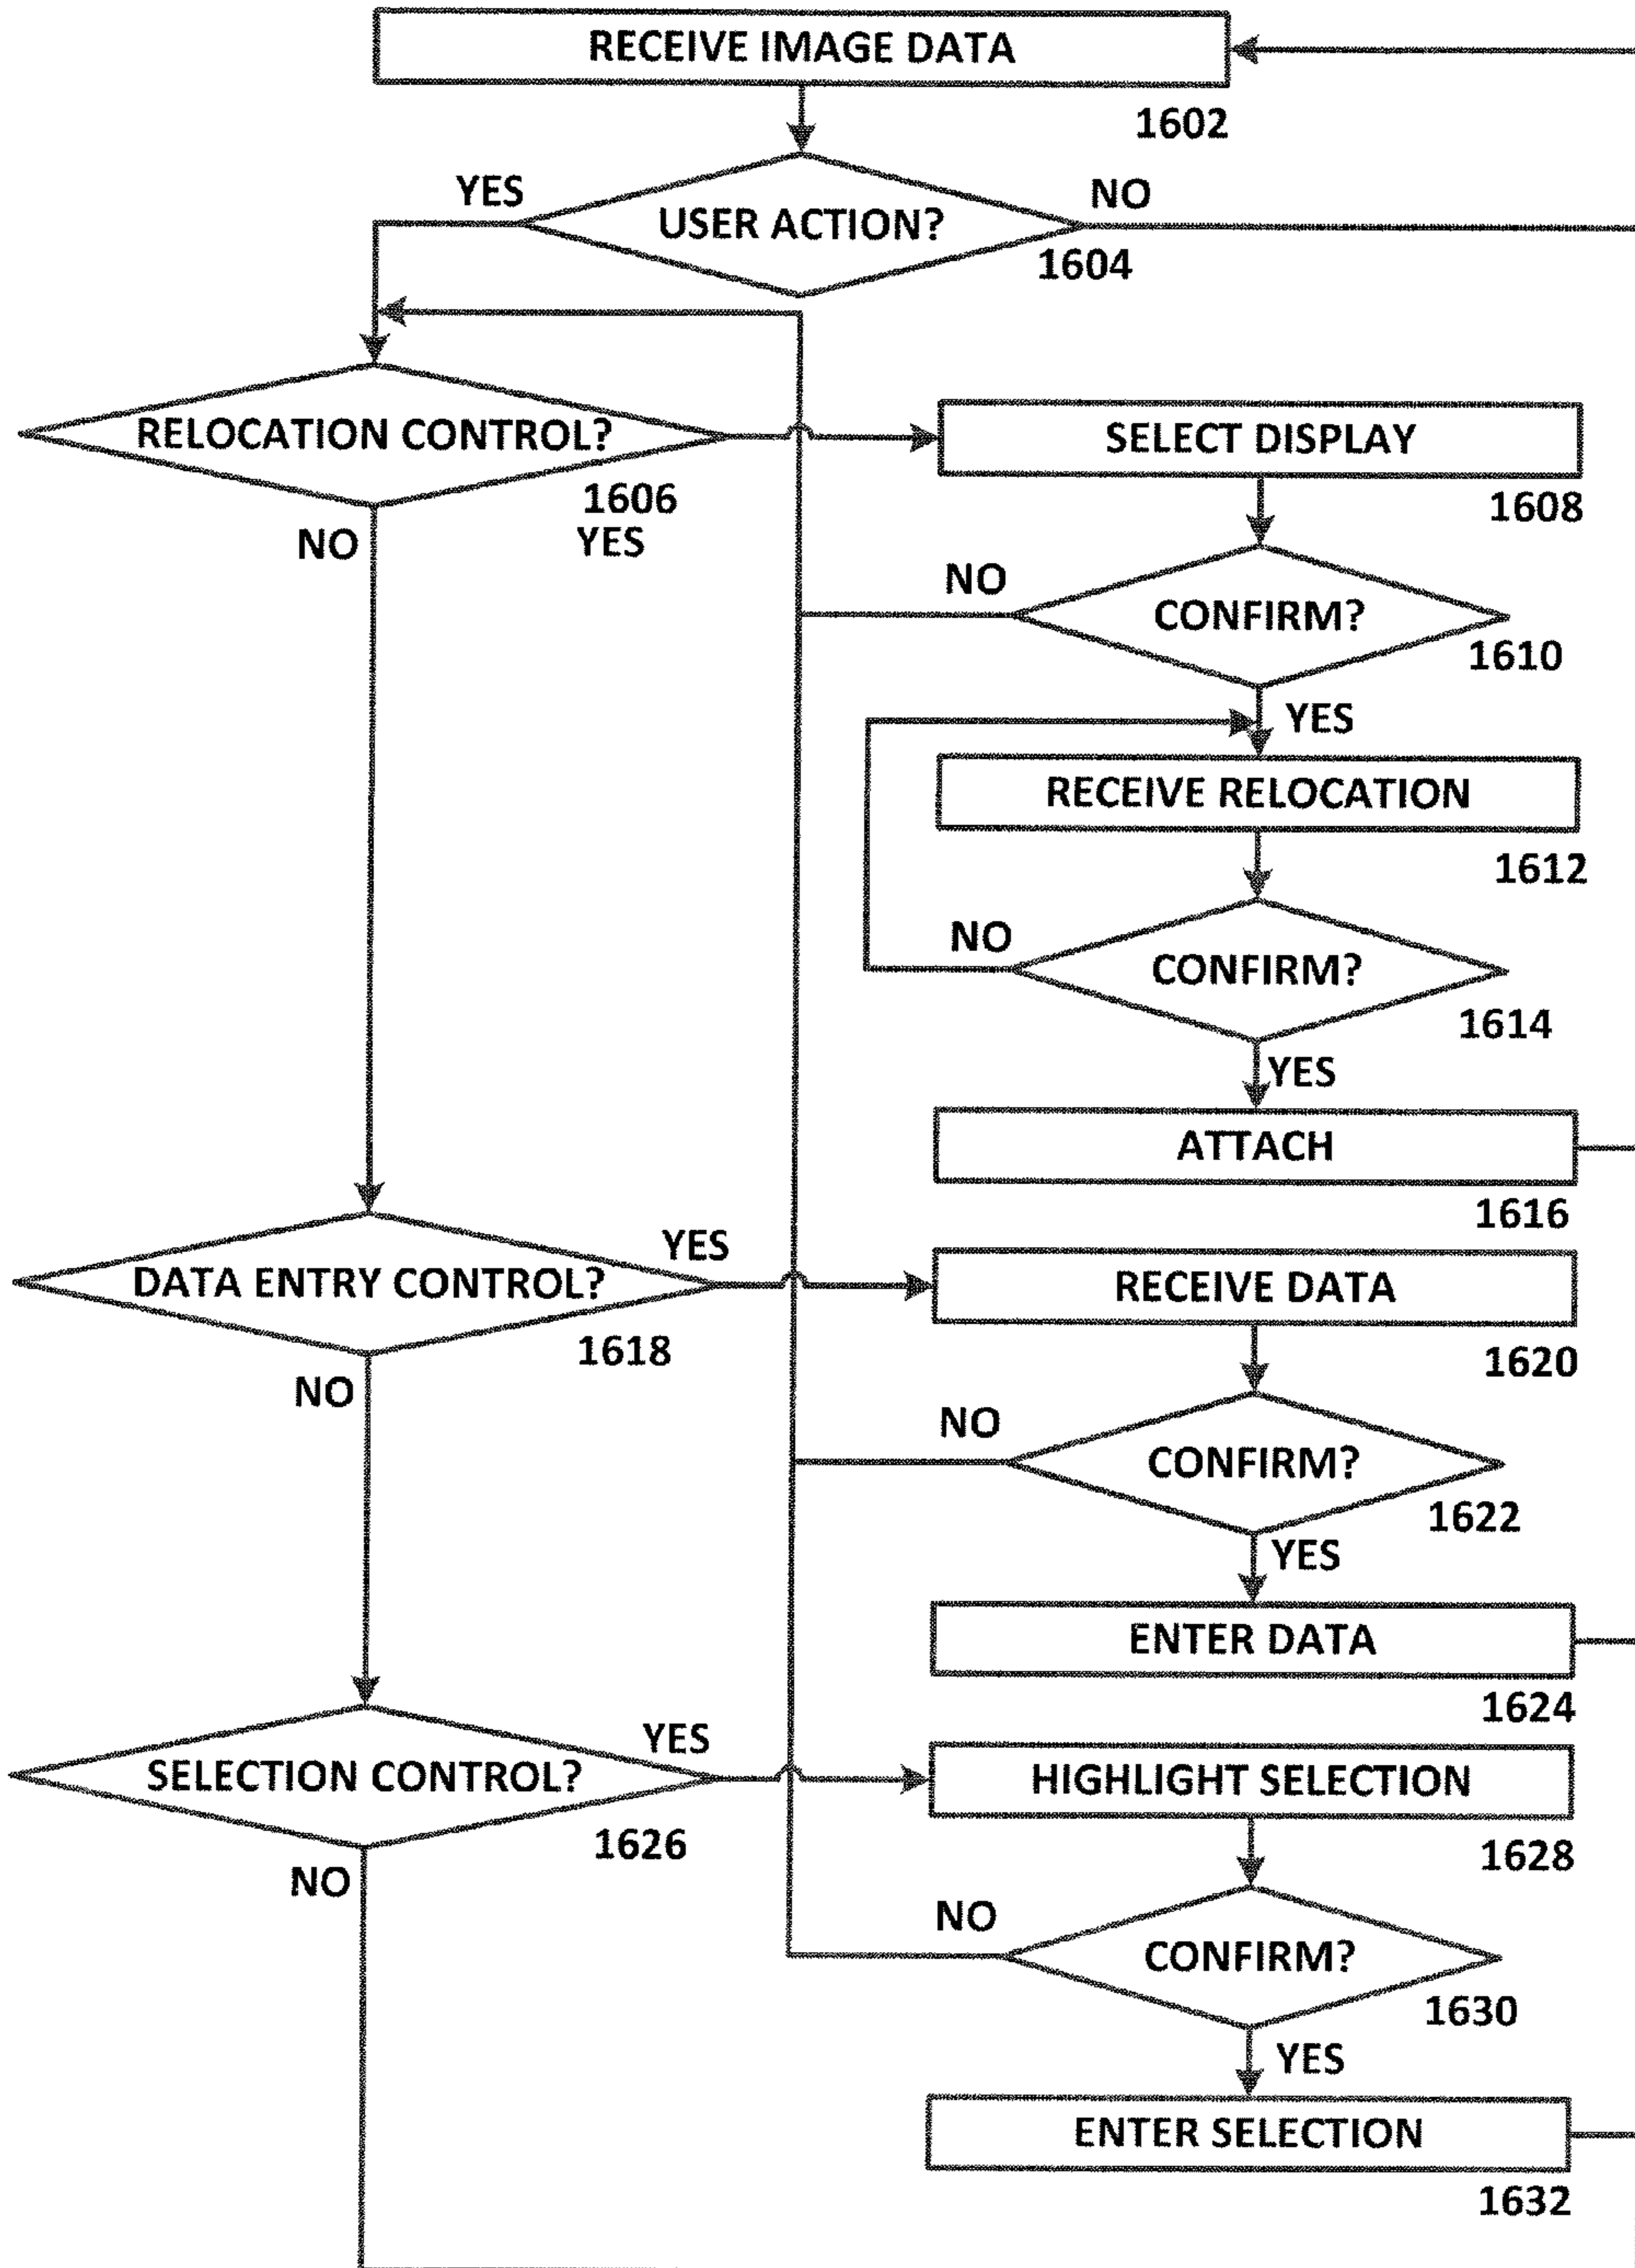 RECEIVE IMAGE DATA
1602
YES
NO
USER ACTION?
1604
RELOCATION CONTROL?
1606
YES
NO
SELECT DISPLAY
1608
NO
CONFIRM?
1610
YES
RECEIVE RELOCATION
1612
NO
CONFIRM?
1614
YES
ATTACH
1616
DATA ENTRY CONTROL?
YES
1618
NO
RECEIVE DATA
1620
NO
CONFIRM?
1622
YES
ENTER DATA
1624
SELECTION CONTROL?
YES
1626
NO
HIGHLIGHT SELECTION
1628
NO
CONFIRM?
1630
YES
ENTER SELECTION
1632